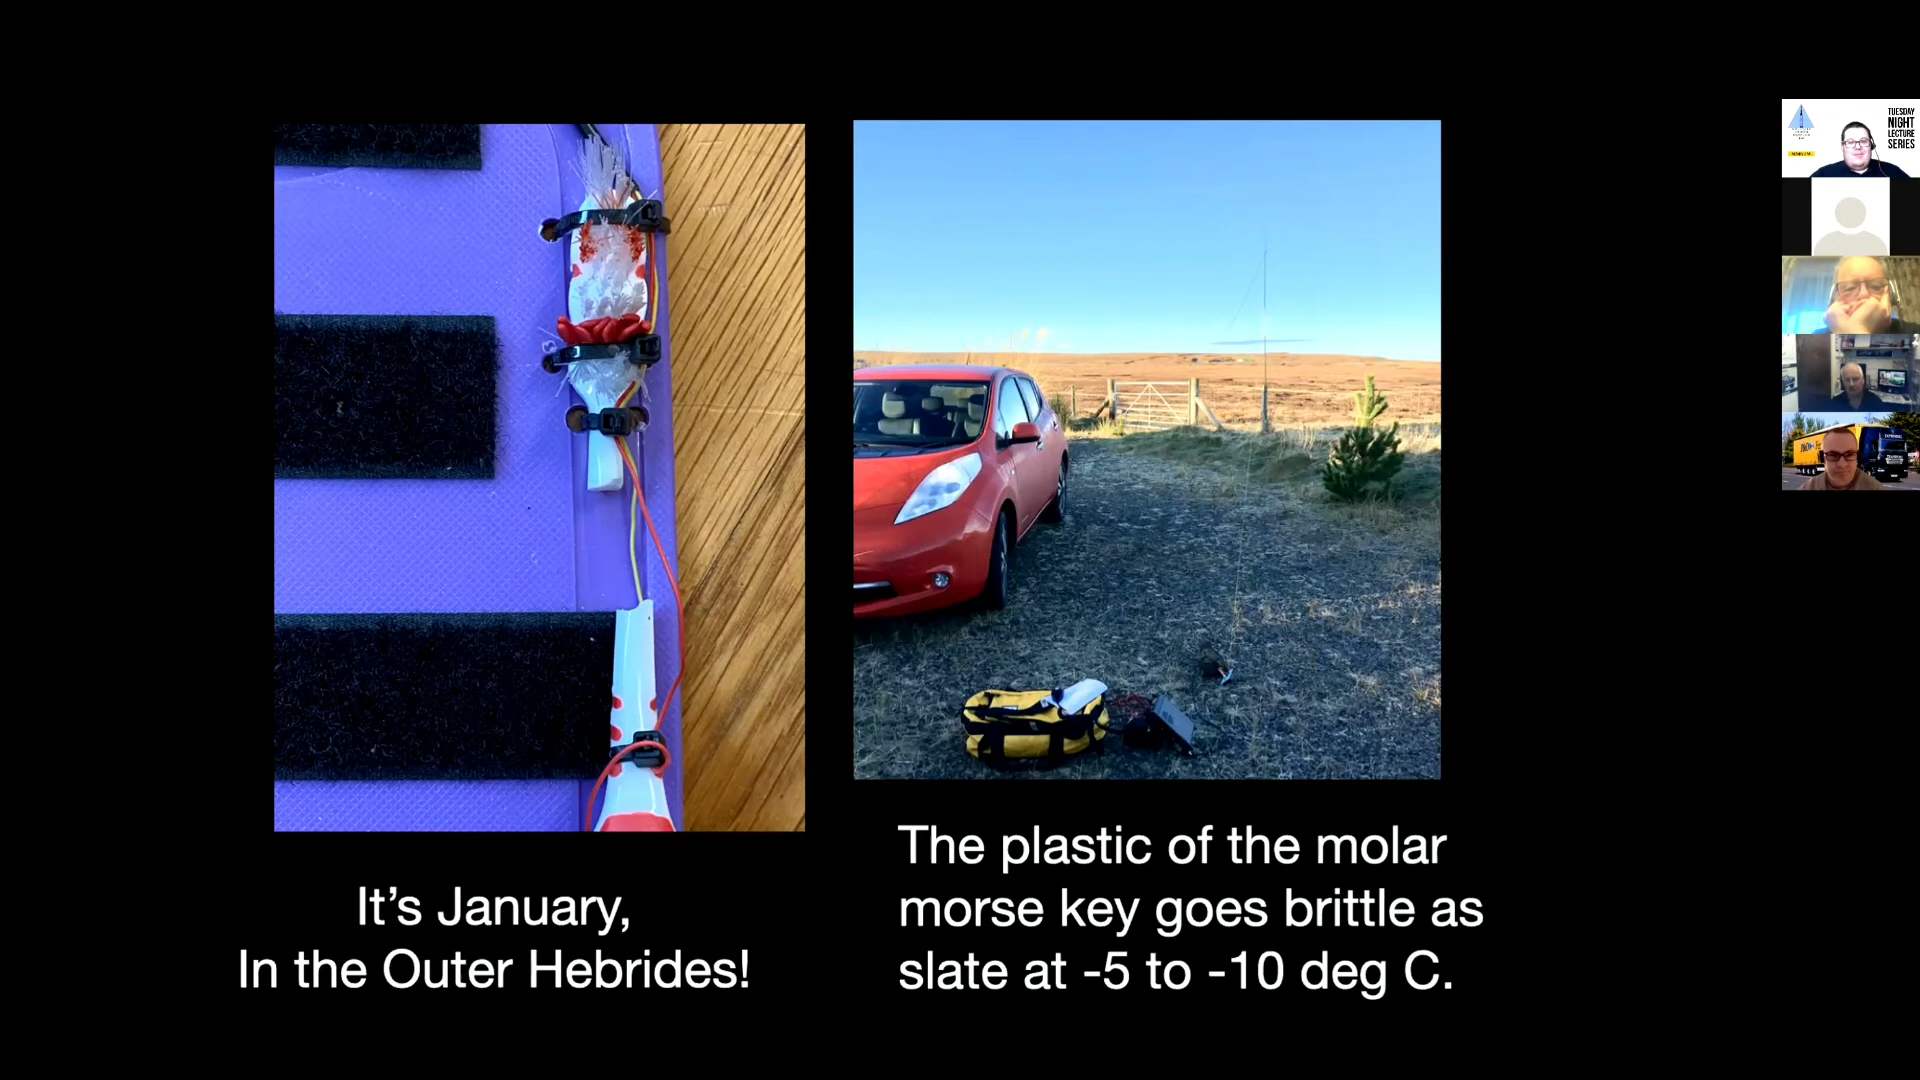 It’s January,
In the Outer Hebrides!
The plastic of the molar
morse key goes brittle as
slate at -5 to -10 deg C.
TUESDAY
NIGHT
LECTURE
SERIES